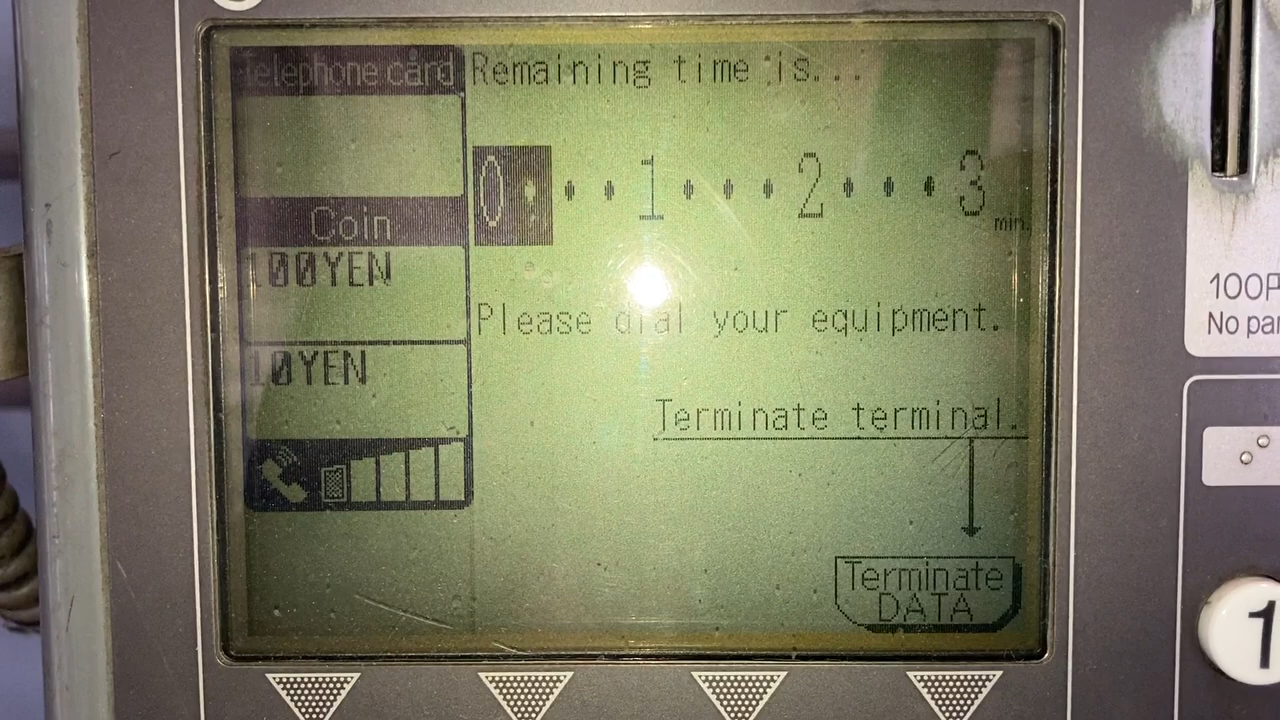 Telephone card
Remaining time is...
0 1 2 3
min.
Coin
100YEN
Please dial your equipment.
10YEN
Terminate terminal.
Terminate
DATA
100P
No pa
1